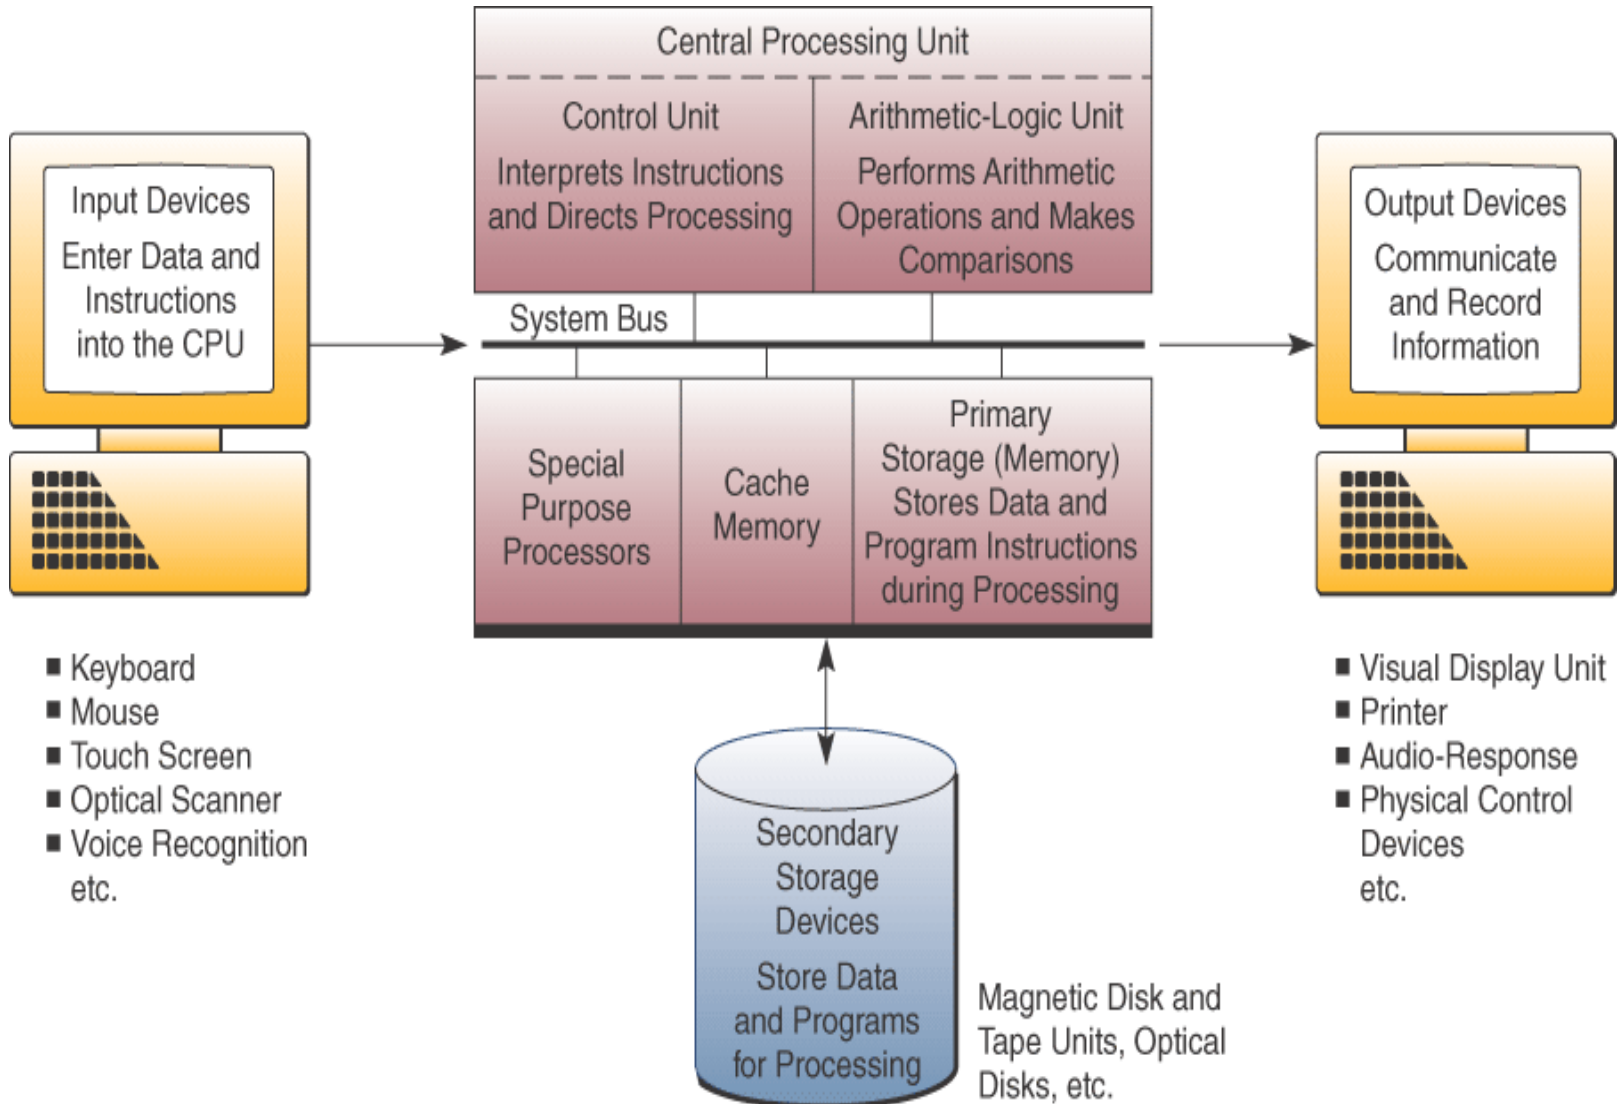 Central Processing Unit
Control Unit
Interprets Instructions
and Directs Processing
Arithmetic-Logic Unit
Performs Arithmetic
Operations and Makes
Comparisons
Input Devices
Enter Data and
Instructions
into the CPU
System Bus
Output Devices
Communicate
and Record
Information
Special
Purpose
Processors
Cache
Memory
Primary
Storage (Memory)
Stores Data and
Program Instructions
during Processing
■ Keyboard
■ Mouse
■ Touch Screen
■ Optical Scanner
■ Voice Recognition
etc.
■ Visual Display Unit
■ Printer
■ Audio-Response
■ Physical Control
Devices
etc.
Secondary
Storage
Devices
Store Data
and Programs
for Processing
Magnetic Disk and
Tape Units, Optical
Disks, etc.